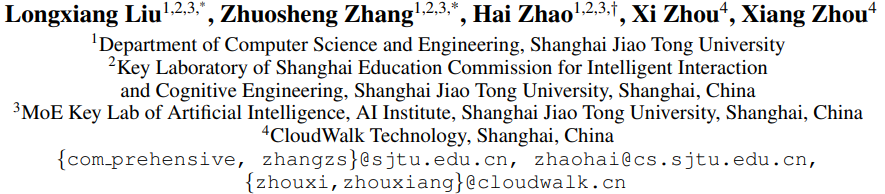 Longxiang Liu1,2,3,*, Zhuosheng Zhang1,2,3,*, Hai Zhao1,2,3,†, Xi Zhou4, Xiang Zhou4
1Department of Computer Science and Engineering, Shanghai Jiao Tong University
2Key Laboratory of Shanghai Education Commission for Intelligent Interaction
and Cognitive Engineering, Shanghai Jiao Tong University, Shanghai, China
3MoE Key Lab of Artificial Intelligence, AI Institute, Shanghai Jiao Tong University, Shanghai, China
4CloudWalk Technology, Shanghai, China
{com_prehensive, zhangzs}@sjtu.edu.cn, zhaohai@cs.sjtu.edu.cn,
{zhouxi,zhouxiang}@cloudwalk.cn